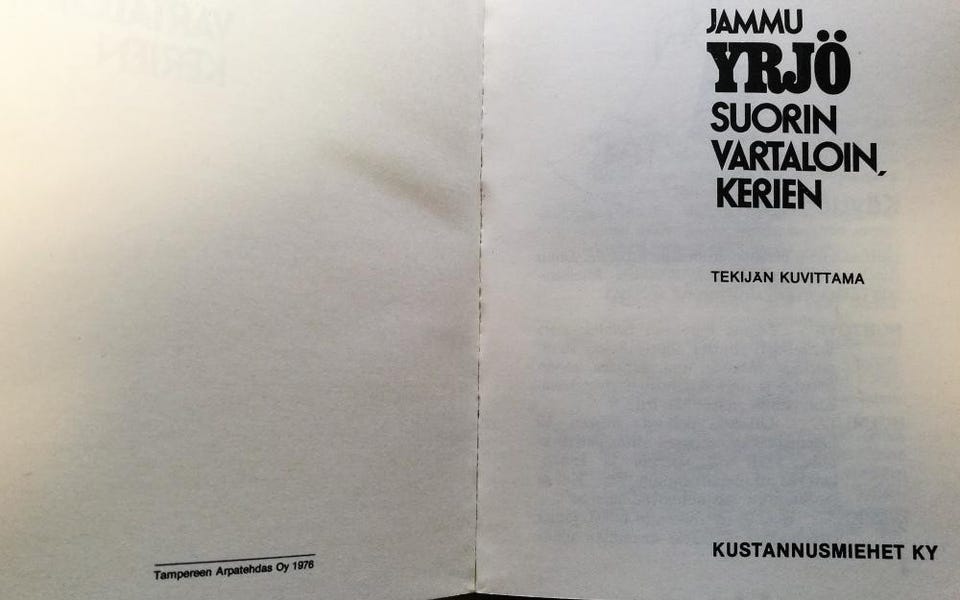 Tampereen Arpatehdas Oy 1976
JAMMU
YRJÖ
SUORIN
VARTALOIN,
KERIEN
TEKIJÄN KUVITTAMA
KUSTANNUSMIEHET KY